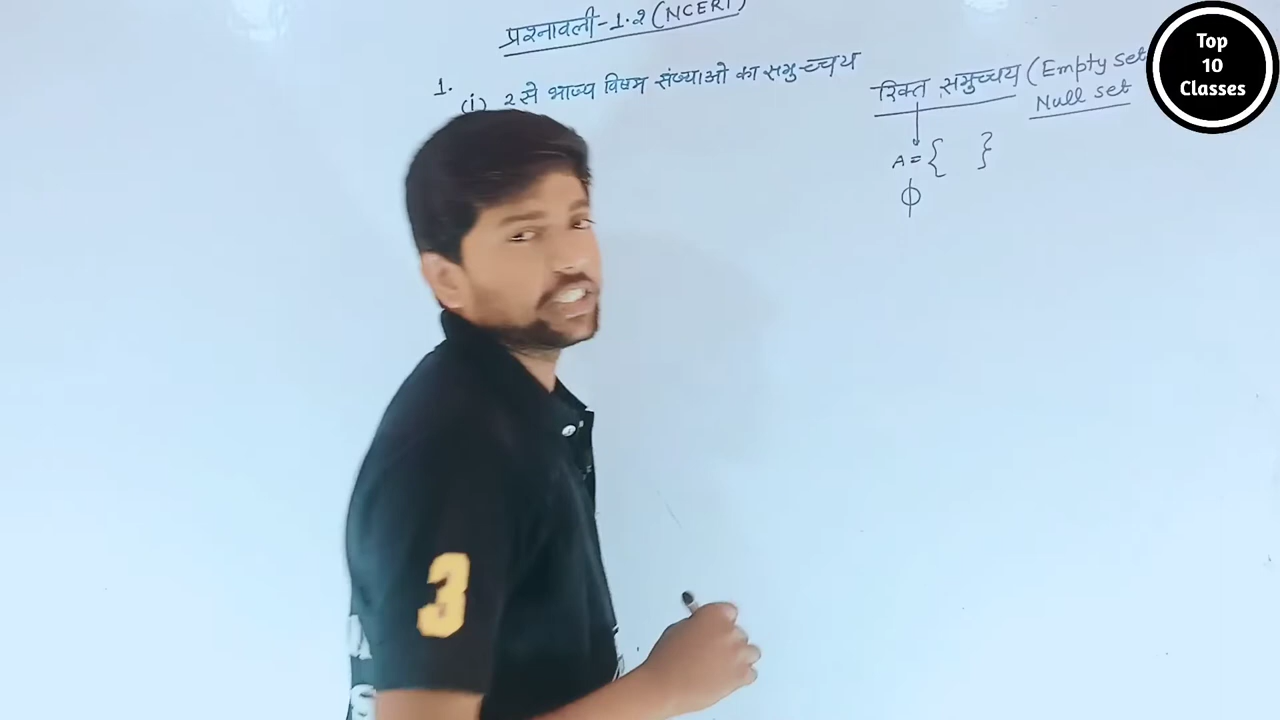 प्रश्नावली-1.2 (NCERT)
1.
(i) 2 से भाज्य विषम संख्याओं का समुच्चय
रिक्त समुच्चय (Empty set
Null set
A = { }
ϕ
Top
10
Classes
3